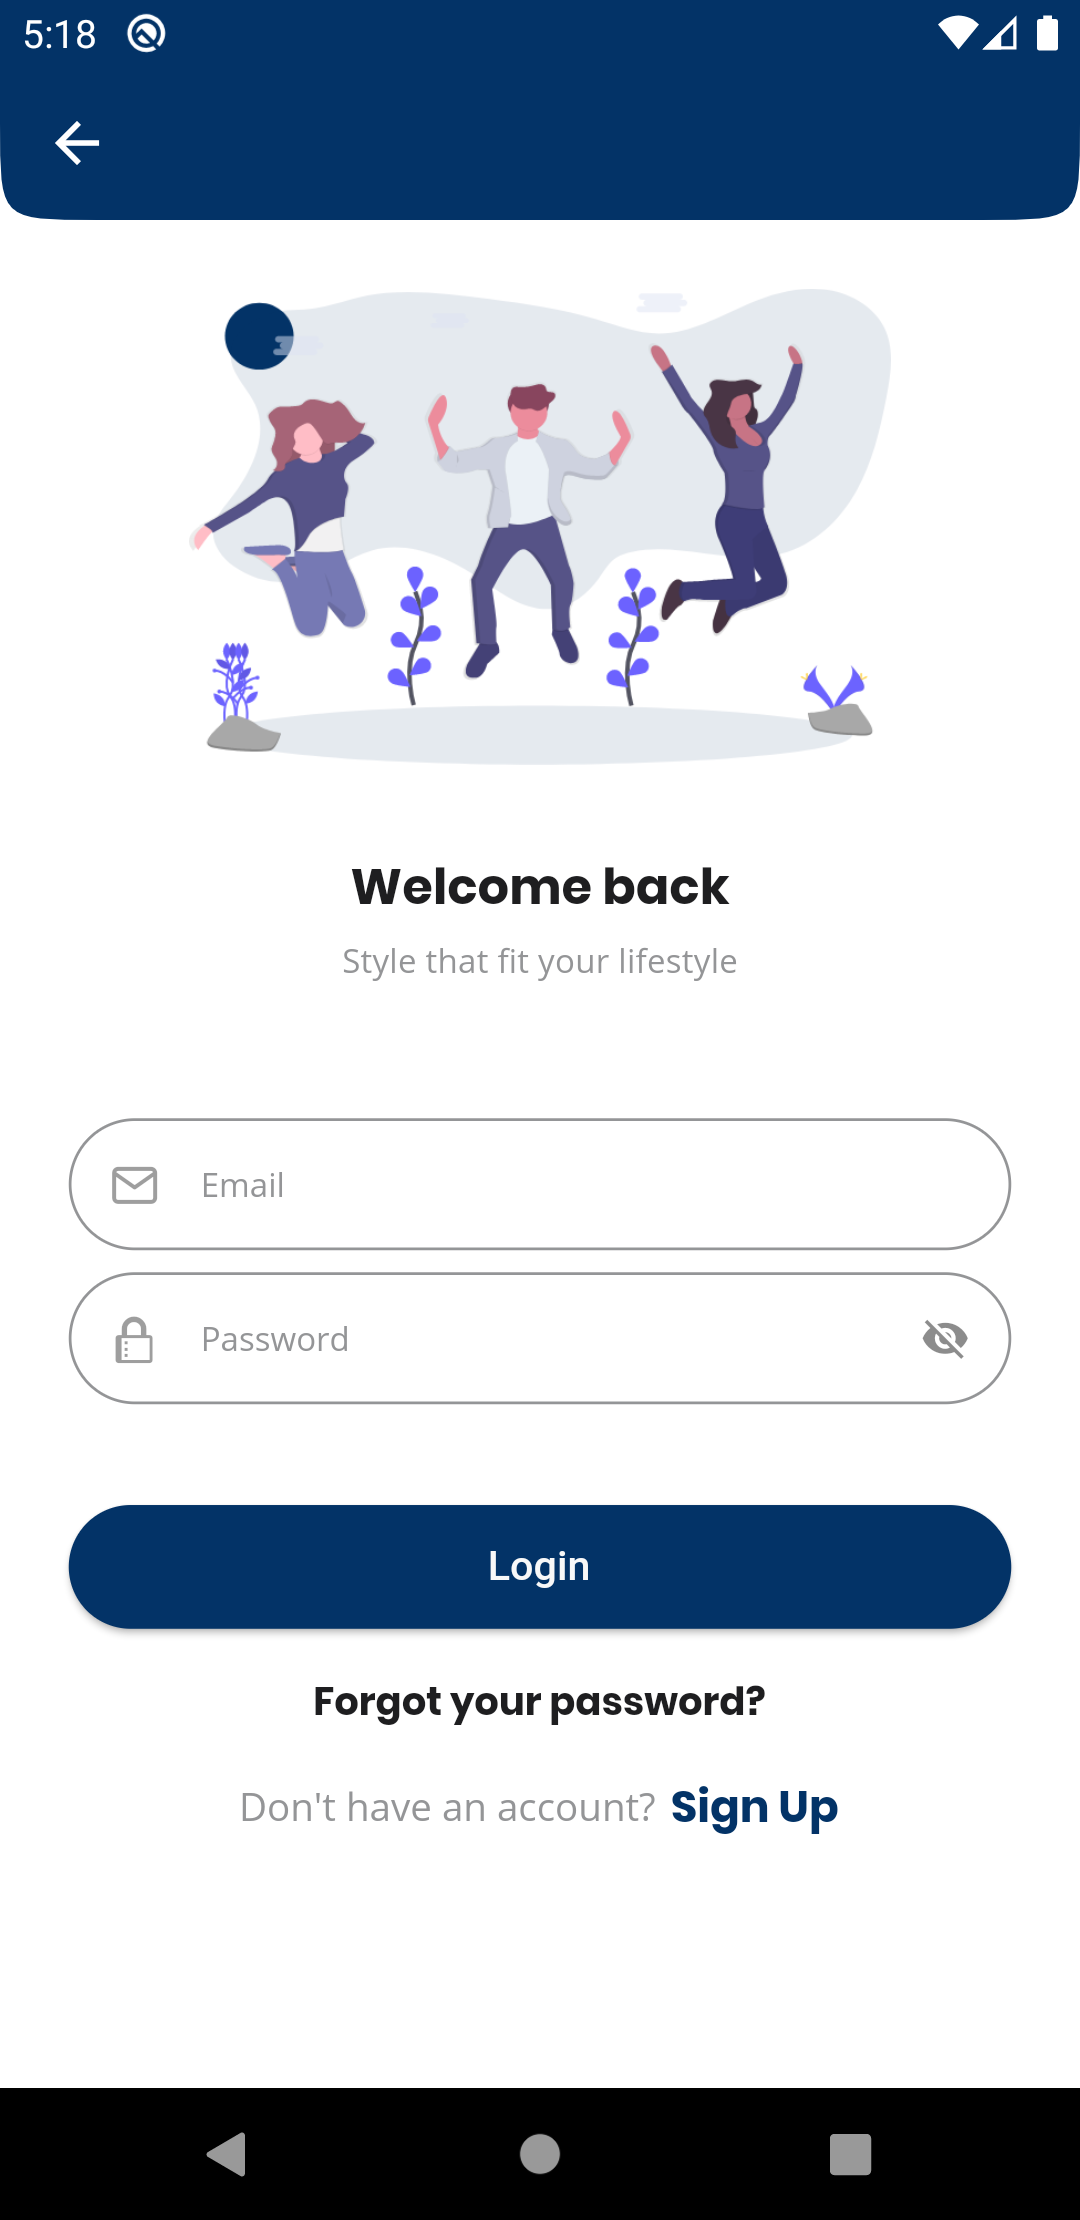 5:18
Welcome back
Style that fit your lifestyle
Email
Password
Login
Forgot your password?
Don't have an account? Sign Up